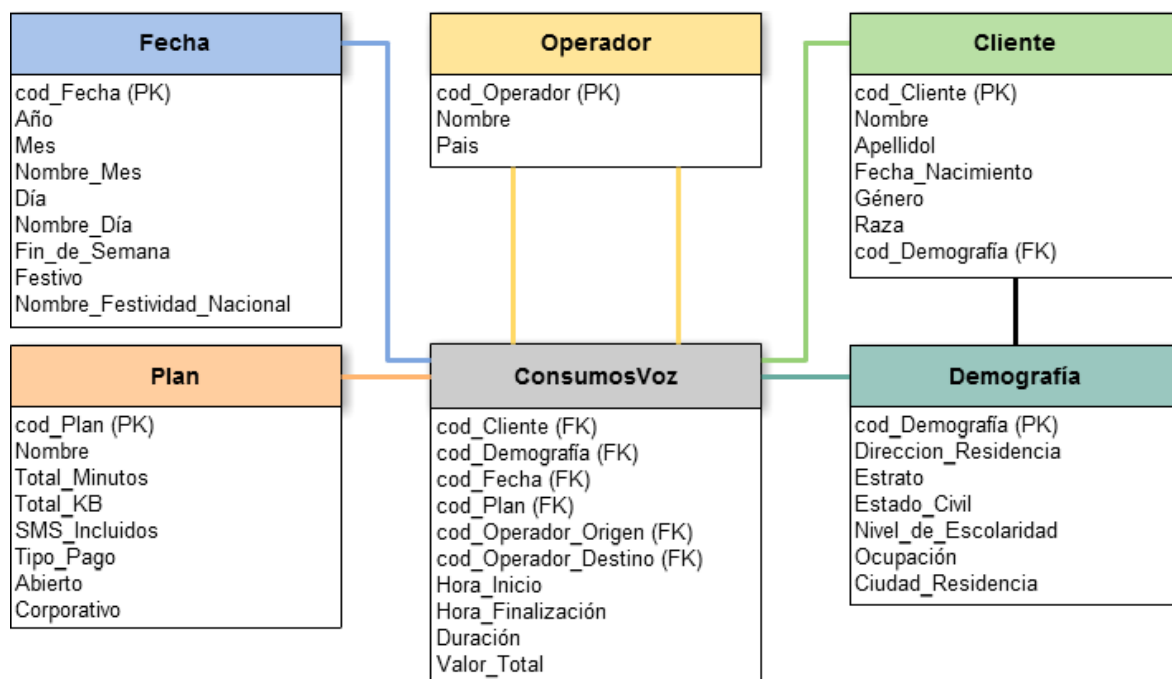 Fecha
cod_Fecha (PK)
Año
Mes
Nombre_Mes
Día
Nombre_Día
Fin_de_Semana
Festivo
Nombre_Festividad_Nacional
Operador
cod_Operador (PK)
Nombre
Pais
Cliente
cod_Cliente (PK)
Nombre
Apellidol
Fecha_Nacimiento
Género
Raza
cod_Demografía (FK)
Plan
cod_Plan (PK)
Nombre
Total_Minutos
Total_KB
SMS_Incluidos
Tipo_Pago
Abierto
Corporativo
ConsumosVoz
cod_Cliente (FK)
cod_Demografía (FK)
cod_Fecha (FK)
cod_Plan (FK)
cod_Operador_Origen (FK)
cod_Operador_Destino (FK)
Hora_Inicio
Hora_Finalización
Duración
Valor_Total
Demografía
cod_Demografía (PK)
Direccion_Residencia
Estrato
Estado_Civil
Nivel_de_Escolaridad
Ocupación
Ciudad_Residencia